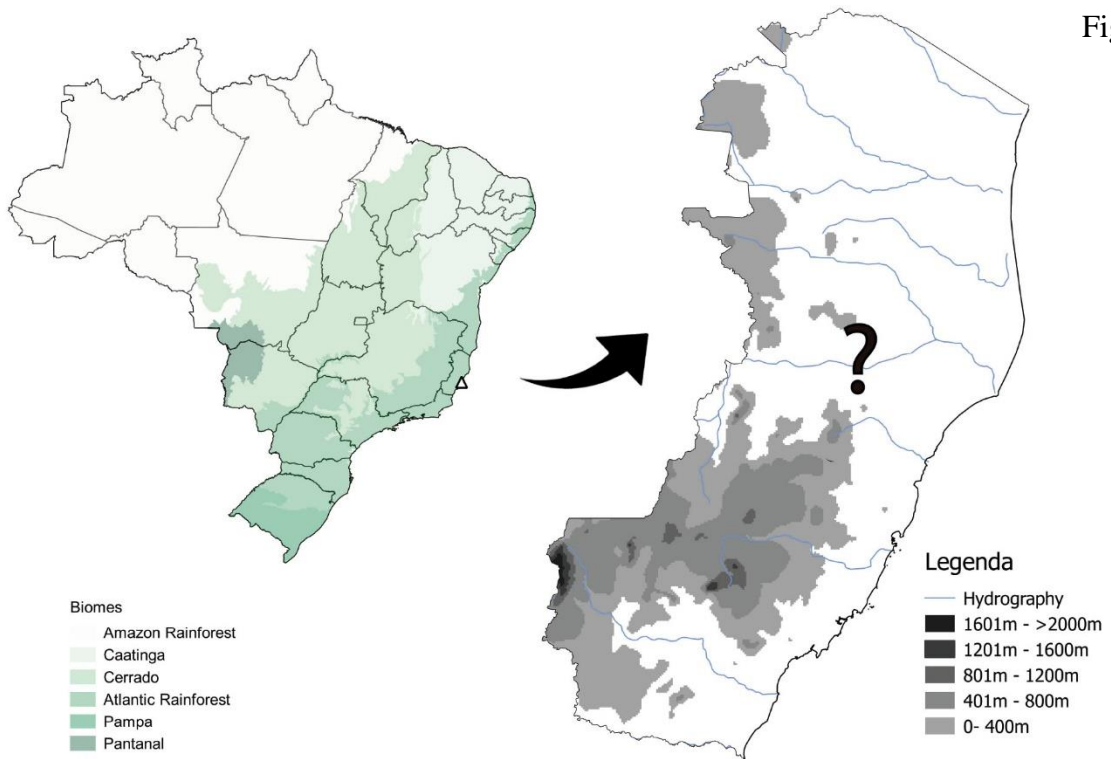 Fig
?
Biomes
Amazon Rainforest
Caatinga
Cerrado
Atlantic Rainforest
Pampa
Pantanal
Legenda
Hydrography
1601m - >2000m
1201m - 1600m
801m - 1200m
401m - 800m
0- 400m